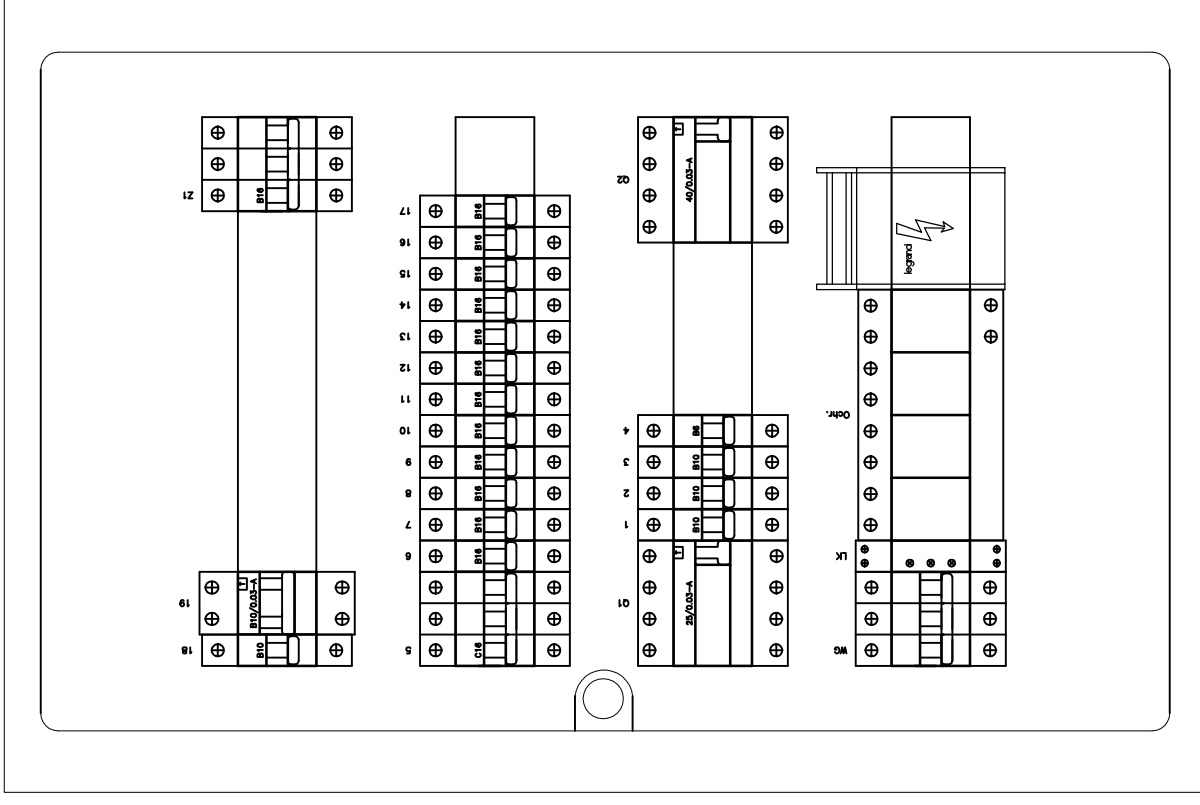 Z1
B16
B10/0.03-A
19
18
B10
17
B16
16
B16
15
B16
14
B16
13
B16
12
B16
11
B16
10
B16
9
B16
8
B16
7
B16
6
B16
5
C16
Q2
T
40/0.03-A
4
B6
3
B10
2
B10
1
B10
T
Q1
25/0.03-A
legrand
Ochr.
LK
WG
T